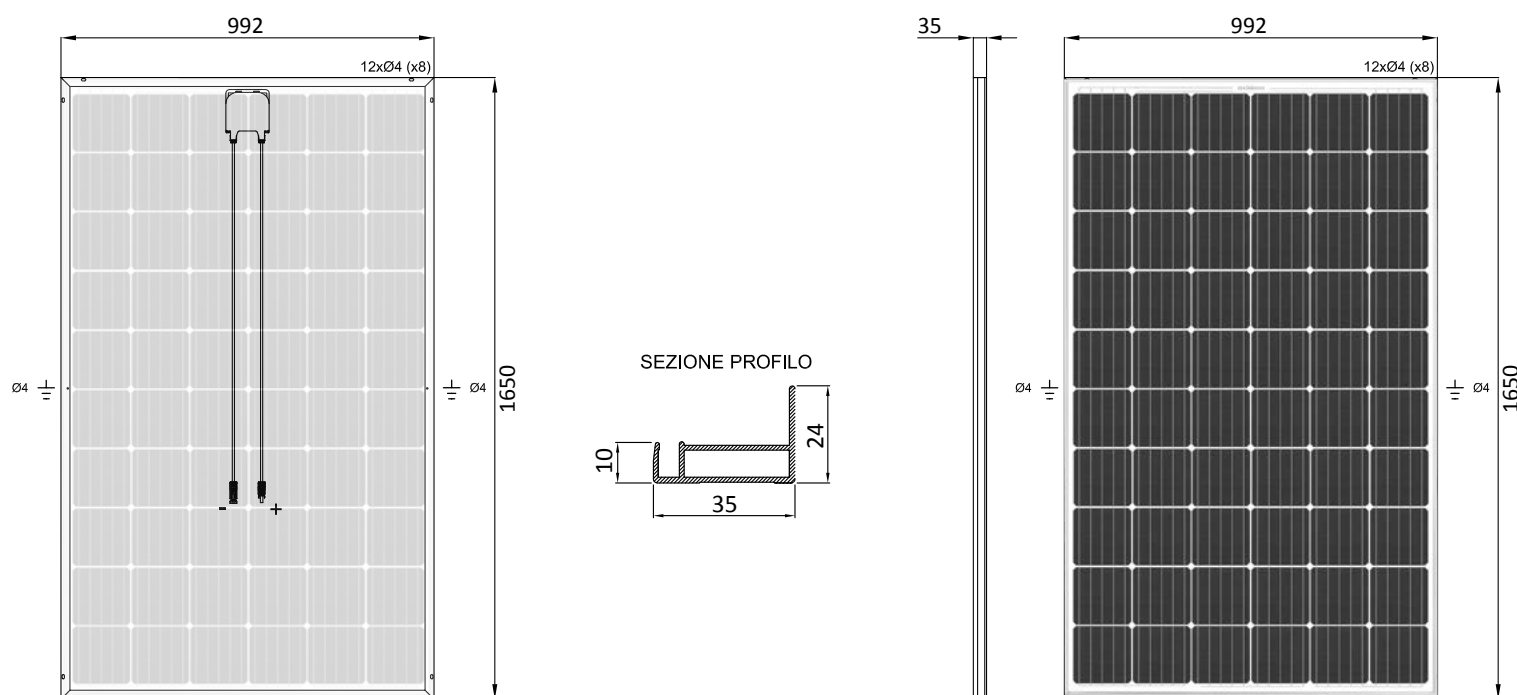 992
12xØ4 (x8)
Ø4
Ø4
1650
- +
SEZIONE PROFILO
10
24
35
35
992
12xØ4 (x8)
Ø4
Ø4
1650